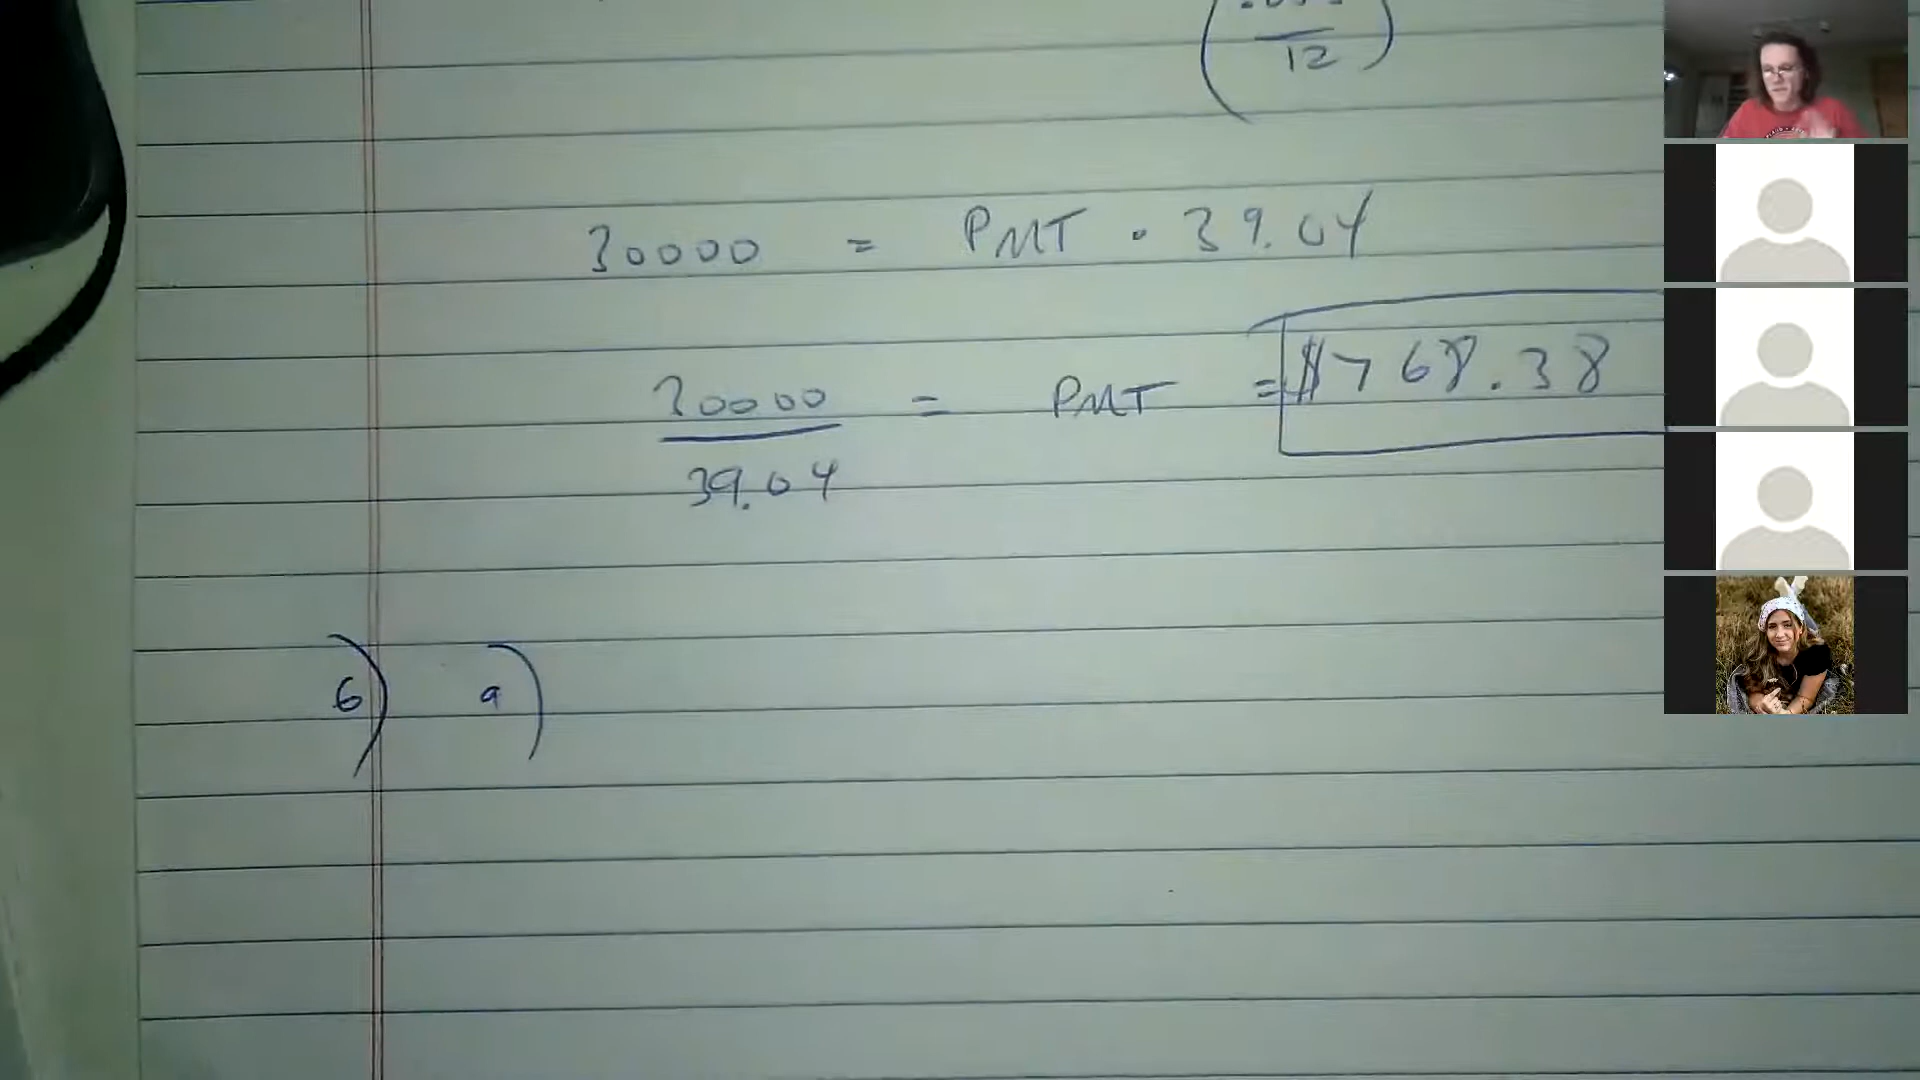 12
30000 = PMT · 39.04
30000 = PMT = $768.38
39.04
6) a)